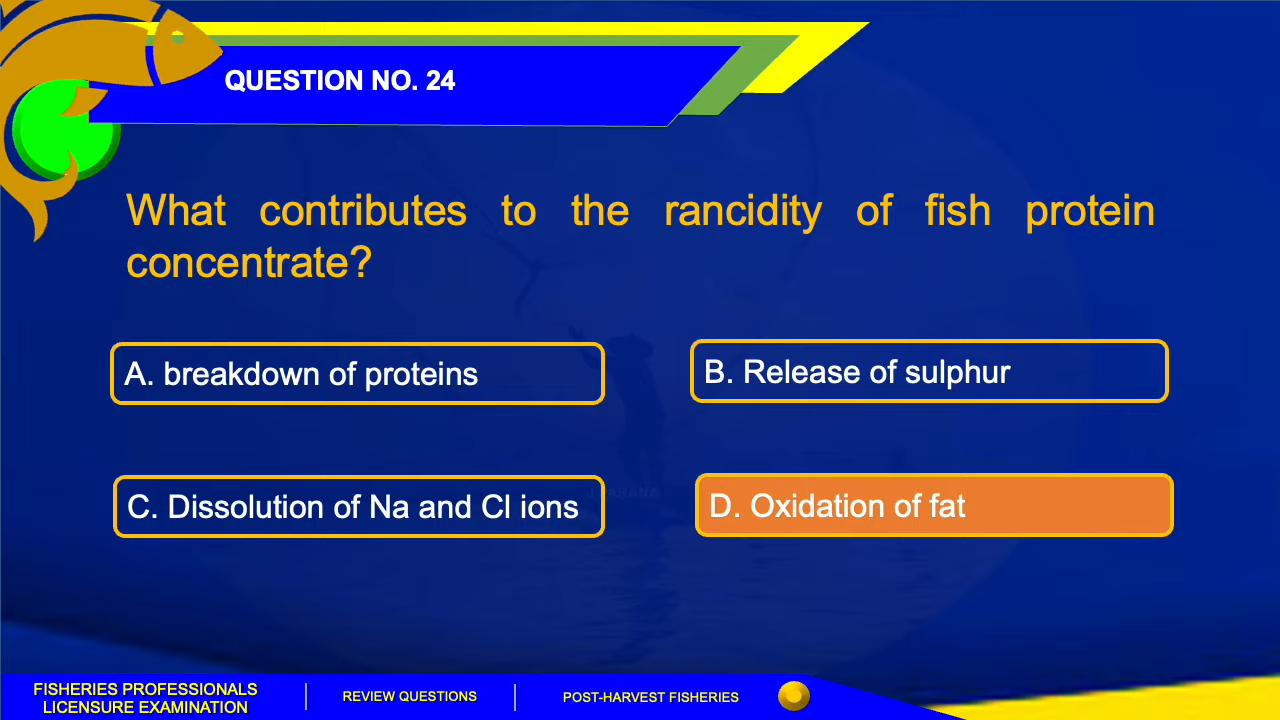 QUESTION NO. 24
What contributes to the rancidity of fish protein
concentrate?
A. breakdown of proteins
B. Release of sulphur
C. Dissolution of Na and Cl ions
D. Oxidation of fat
FISHERIES PROFESSIONALS
LICENSURE EXAMINATION
REVIEW QUESTIONS
POST-HARVEST FISHERIES